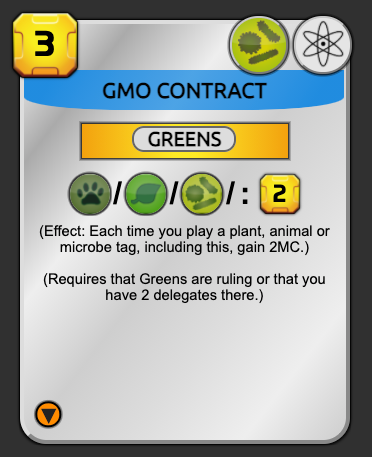 3
GMO CONTRACT
GREENS
/ / / : 2
(Effect: Each time you play a plant, animal or
microbe tag, including this, gain 2MC.)
(Requires that Greens are ruling or that you
have 2 delegates there.)